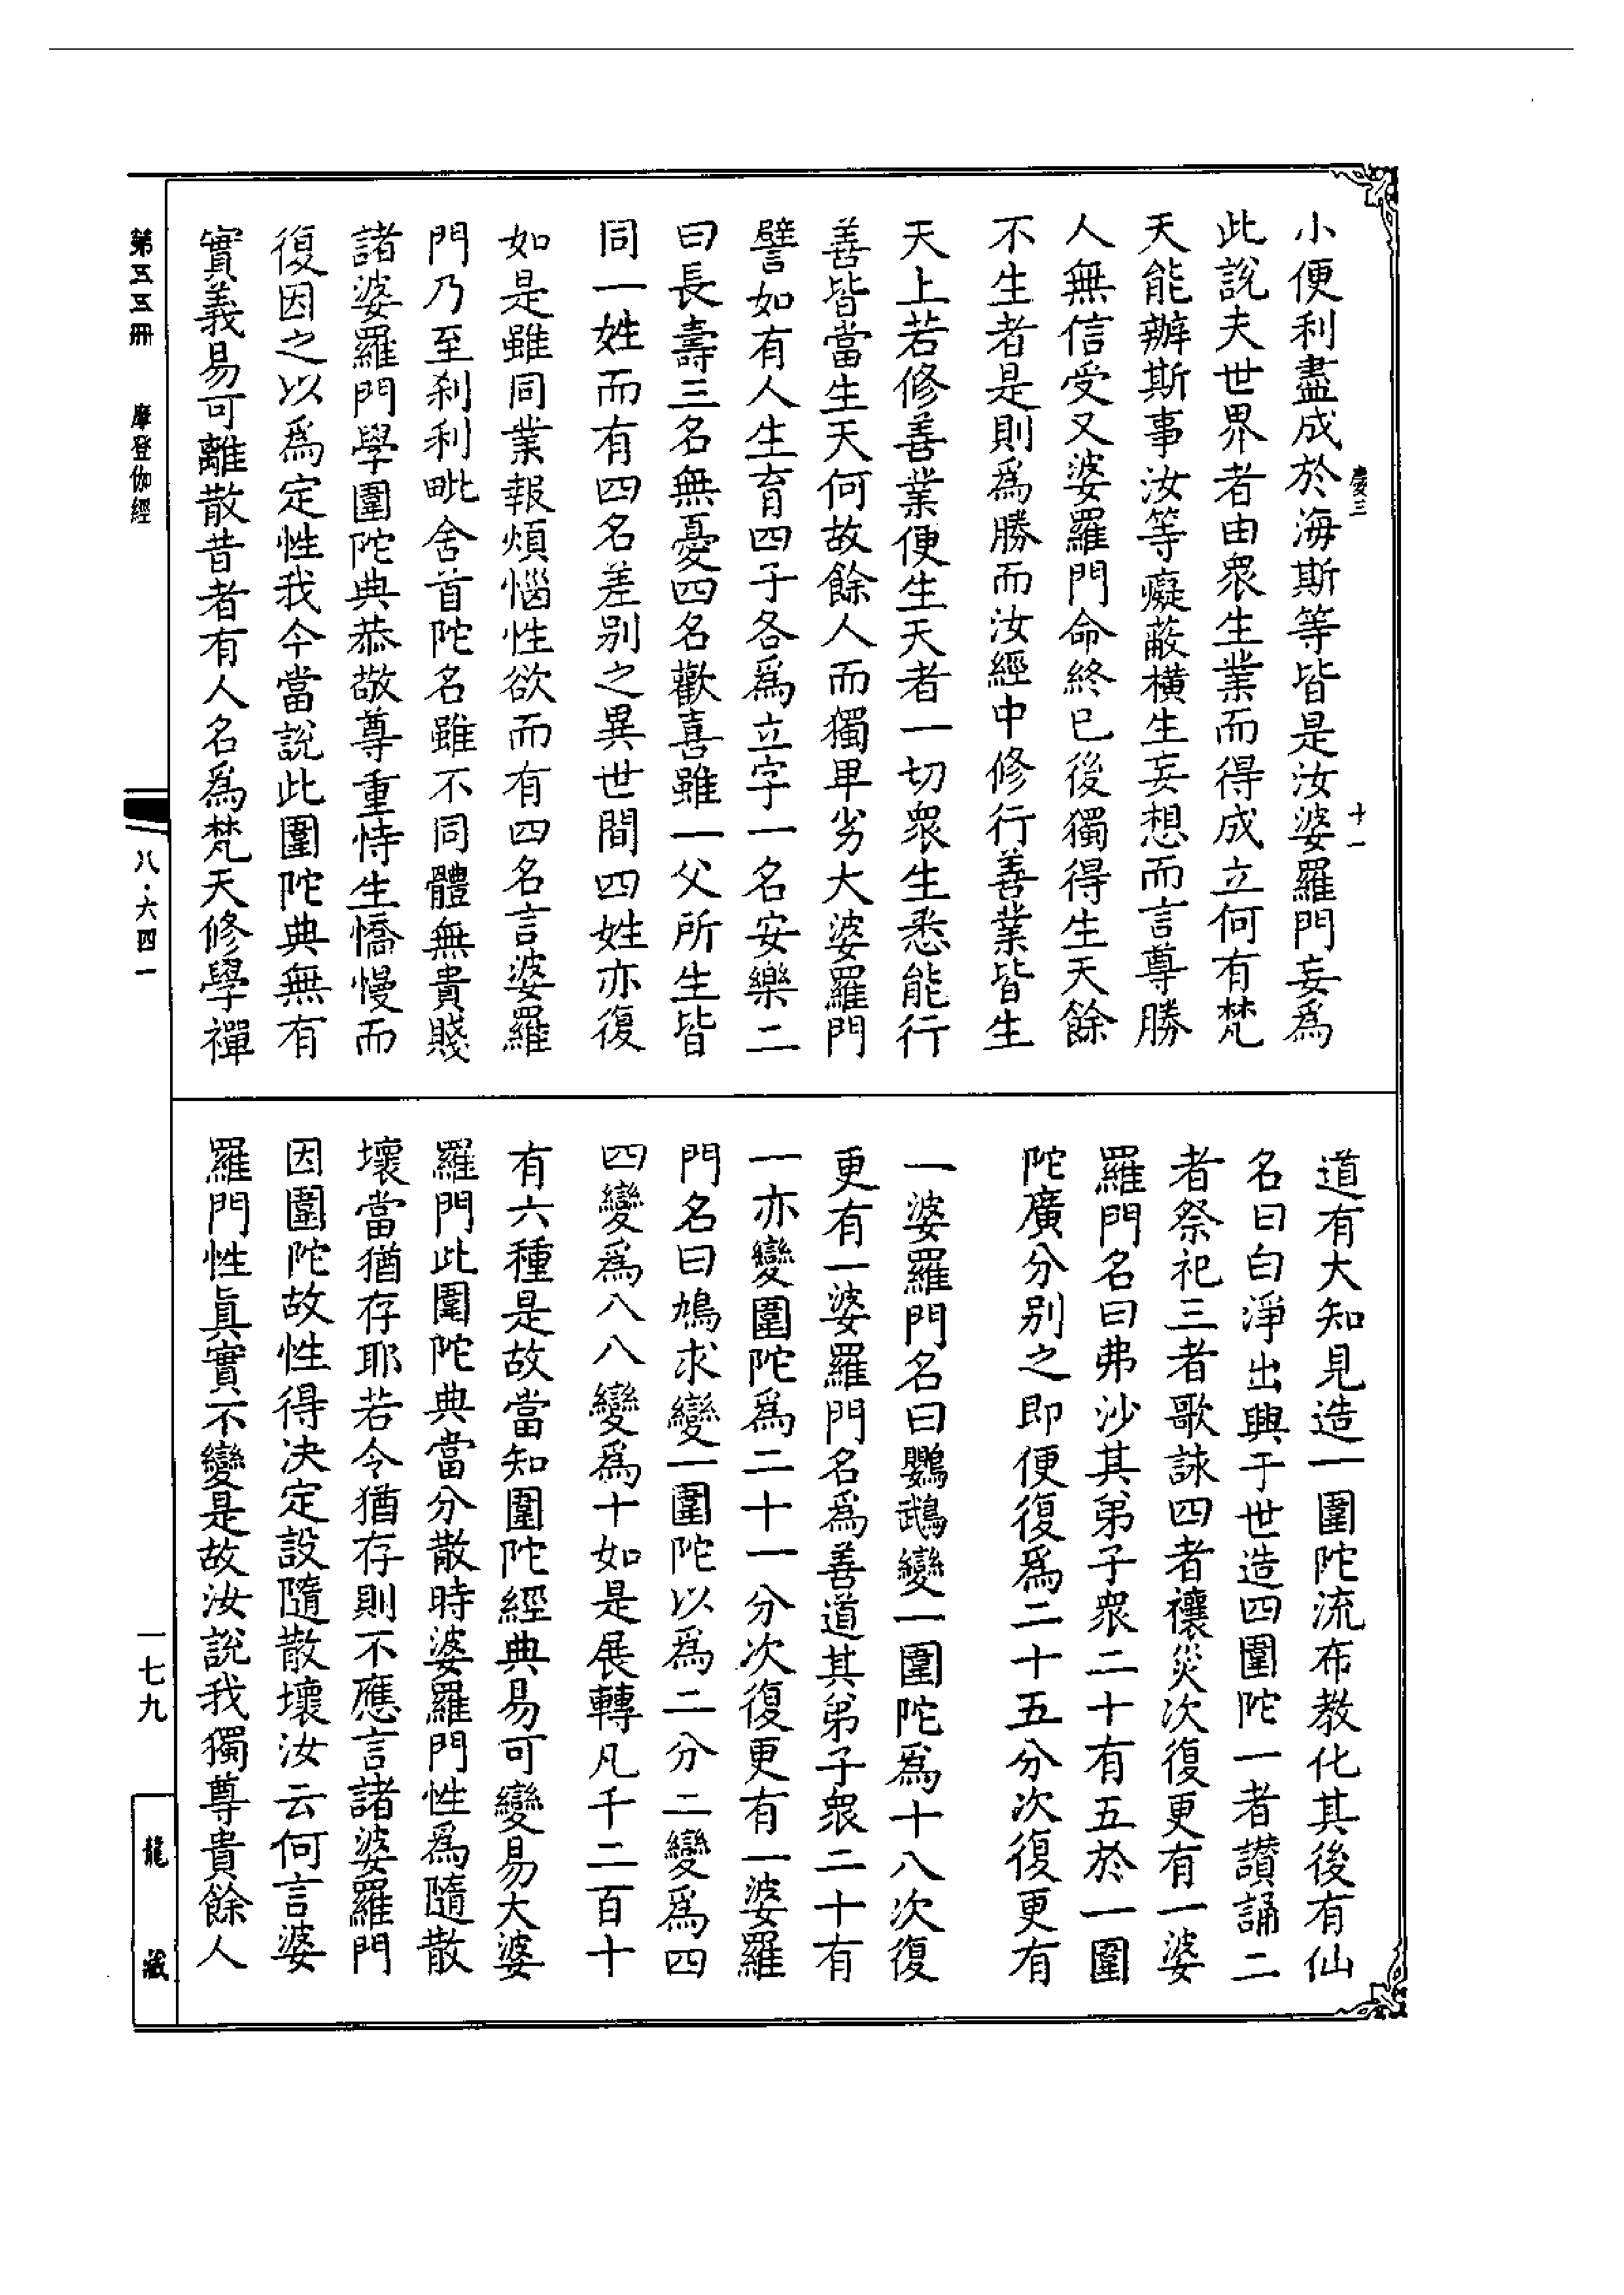 慶三
十一
小便利盡成於海斯等皆是汝婆羅門妄為
此說夫世界者由衆生業而得成立何有梵
天能辦斯事汝等癡蔽橫生妄想而言尊勝
人無信受又婆羅門命終已後獨得生天餘
不生者是則為勝而汝經中修行善業皆生
天上若修善業便生天者一切衆生悉能行
善皆當生天何故餘人而獨卑劣大婆羅門
譬如有人生育四子各為立字一名安樂二
曰長壽三名無憂四名歡喜雖一父所生皆
同一姓而有四名差別之異世間四姓亦復
如是雖同業報煩惱性欲而有四名言婆羅
門乃至刹利毗舍首陀名雖不同體無貴賤
諸婆羅門學圍陀典恭敬尊重恃生憍慢而
復因之以為定性我今當說此圍陀典無有
實義易可離散昔者有人名為梵天修學禪
道有大知見造一圍陀流布教化其後有仙
名曰白淨出興于世造四圍陀一者讚誦二
者祭祀三者歌詠四者禳災次復更有一婆
羅門名曰弗沙其弟子衆二十有五於一圍
陀廣分別之即便復為二十五分次復更有
一婆羅門名曰鸚鵡變一圍陀為十八次復
更有一婆羅門名為善道其弟子衆二十有
一亦變圍陀為二十一分次復更有一婆羅
門名曰鳩求變一圍陀以為二分二變為四
四變為八八變為十如是展轉凡千二百十
有六種是故當知圍陀經典易可變易大婆
羅門此圍陀典當分散時婆羅門性為隨散
壞當猶存耶若令猶存則不應言諸婆羅門
因圍陀故性得決定設隨散壞汝云何言婆
羅門性真實不變是故汝說我獨尊貴餘人
第五五冊
摩登伽經
八·六四一
一七九
龍藏